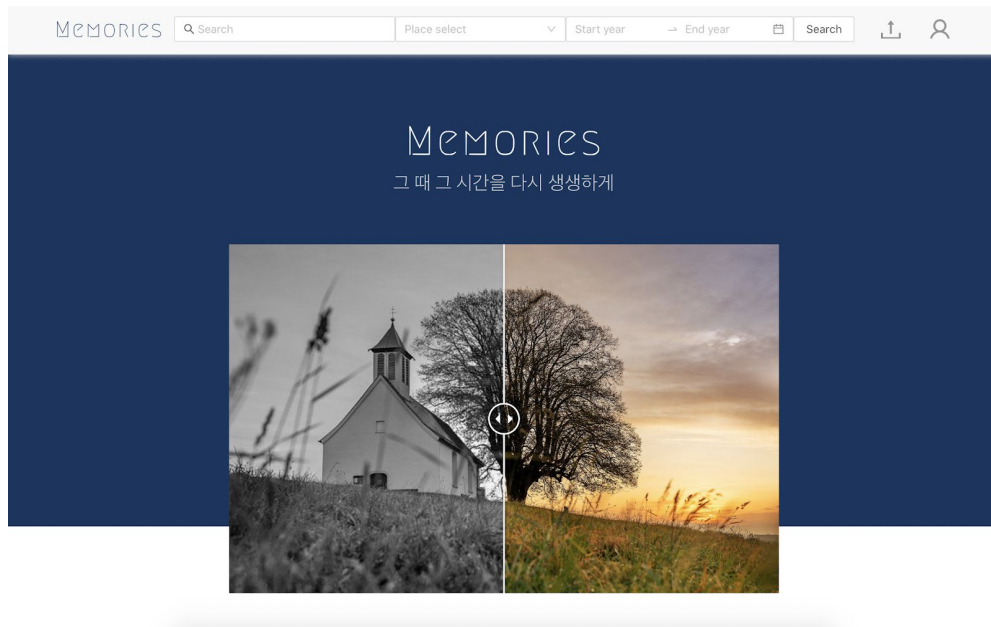 MEMORIES
Search
Place select
Start year → End year
Search
MEMORIES
그 때 그 시간을 다시 생생하게